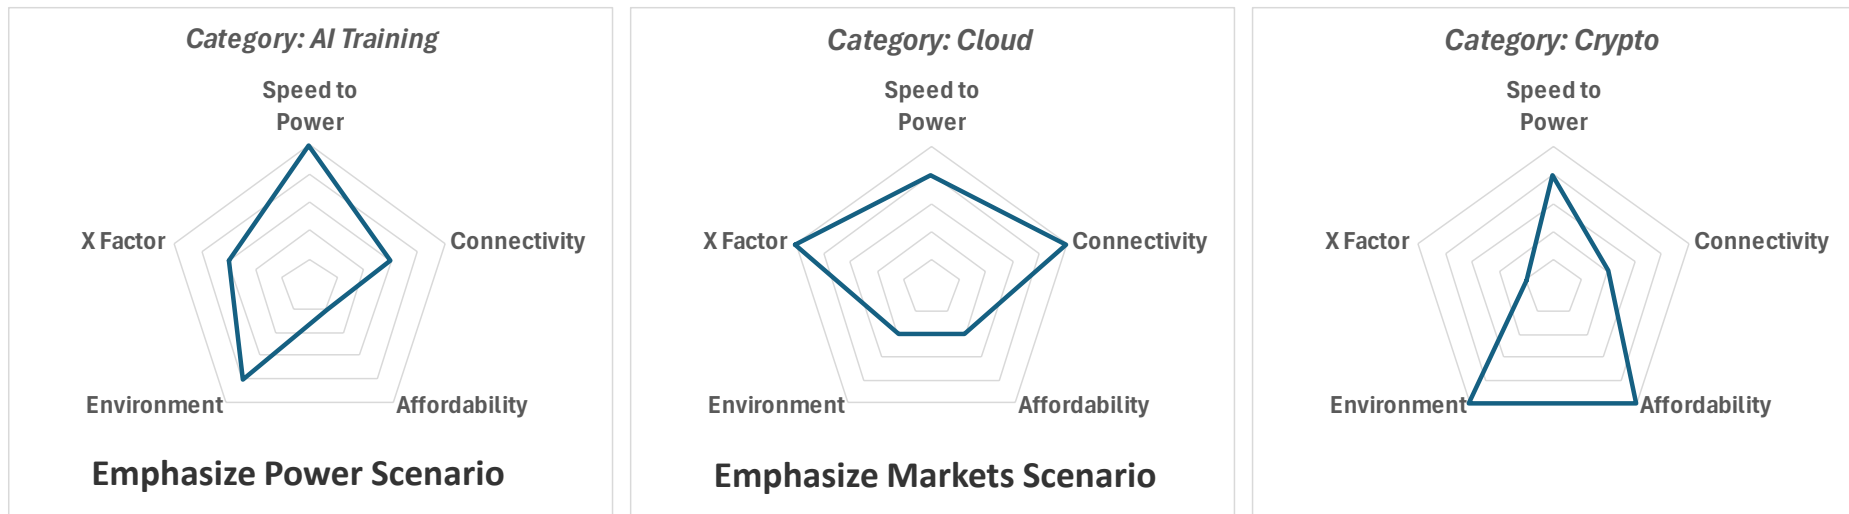 Category: AI Training
Speed to
Power
X Factor
Connectivity
Environment
Affordability
Emphasize Power Scenario
Category: Cloud
Speed to
Power
X Factor
Connectivity
Environment
Affordability
Emphasize Markets Scenario
Category: Crypto
Speed to
Power
X Factor
Connectivity
Environment
Affordability